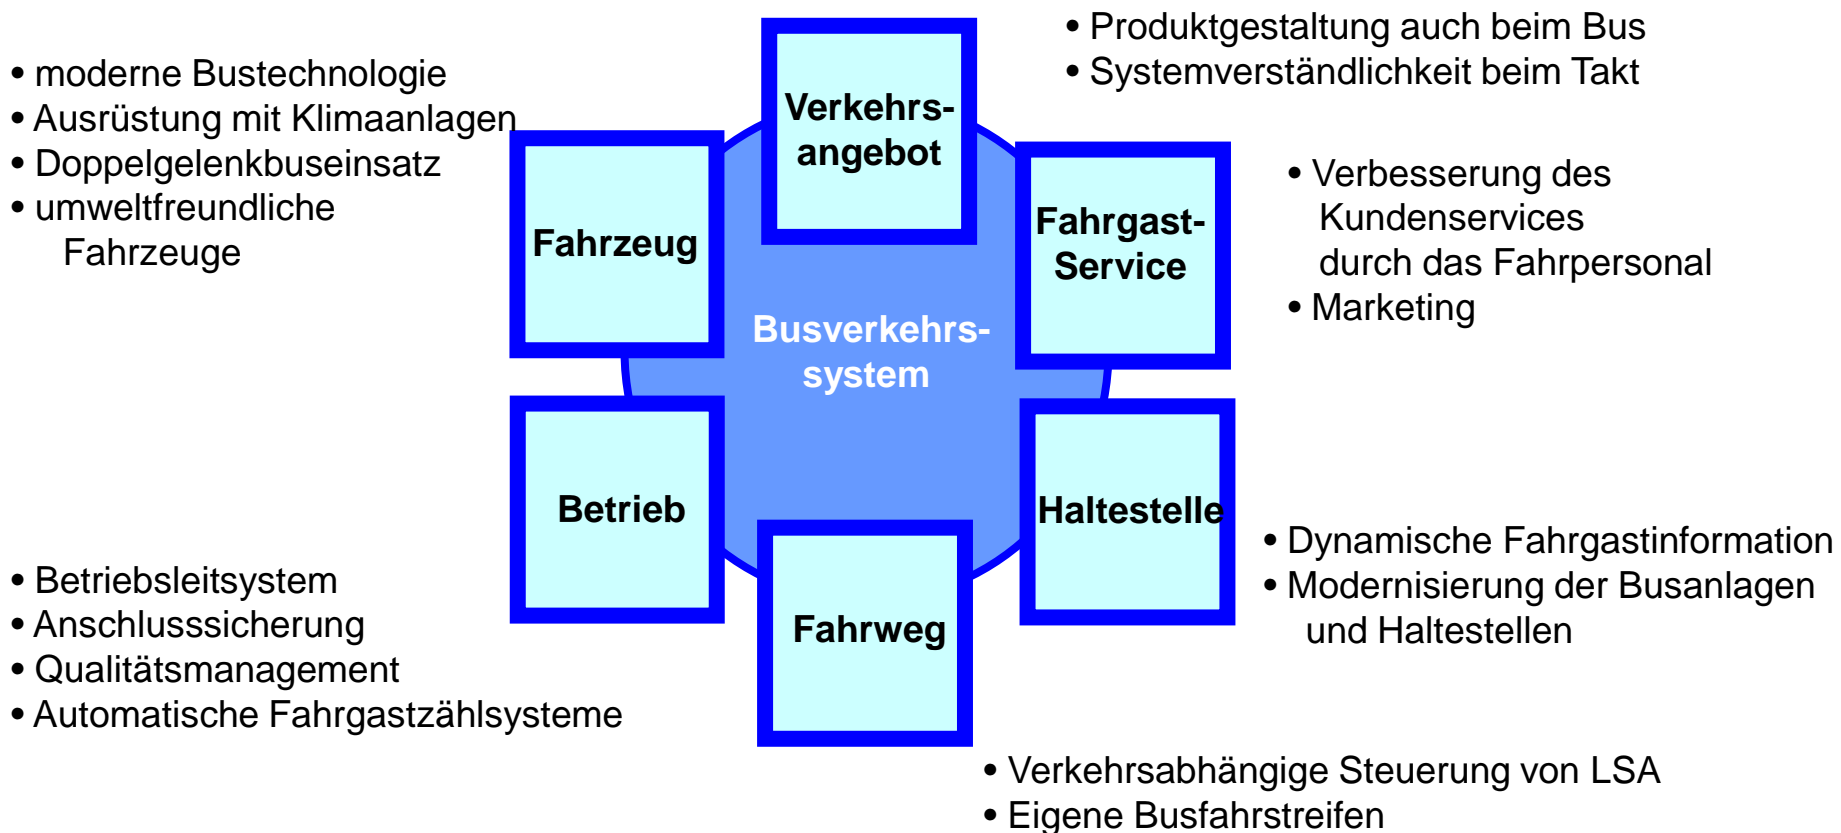 • Produktgestaltung auch beim Bus
• Systemverständlichkeit beim Takt
• moderne Bustechnologie
• Ausrüstung mit Klimaanlagen
• Doppelgelenkbuseinsatz
• umweltfreundliche
Fahrzeuge
Verkehrs-
angebot
Fahrzeug
Fahrgast-
Service
• Verbesserung des
Kundenservices
durch das Fahrpersonal
• Marketing
Busverkehrs-
system
Betrieb
Haltestelle
Fahrweg
• Dynamische Fahrgastinformation
• Modernisierung der Busanlagen
und Haltestellen
• Betriebsleitsystem
• Anschlusssicherung
• Qualitätsmanagement
• Automatische Fahrgastzählsysteme
• Verkehrsabhängige Steuerung von LSA
• Eigene Busfahrstreifen